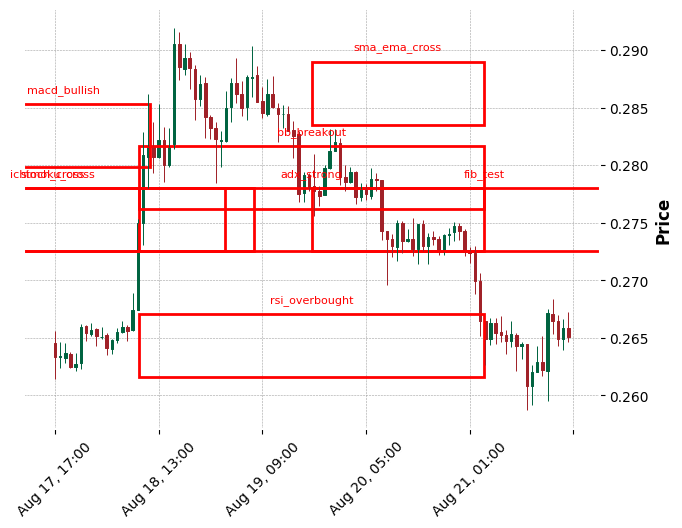 sma_ema_cross
0.290
macd_bullish
0.285
bb_breakout
0.280
adx_strong
fib_test
0.275
Price
0.270
rsi_overbought
0.265
0.260
Aug 17, 17:00
Aug 18, 13:00
Aug 19, 09:00
Aug 20, 05:00
Aug 21, 01:00